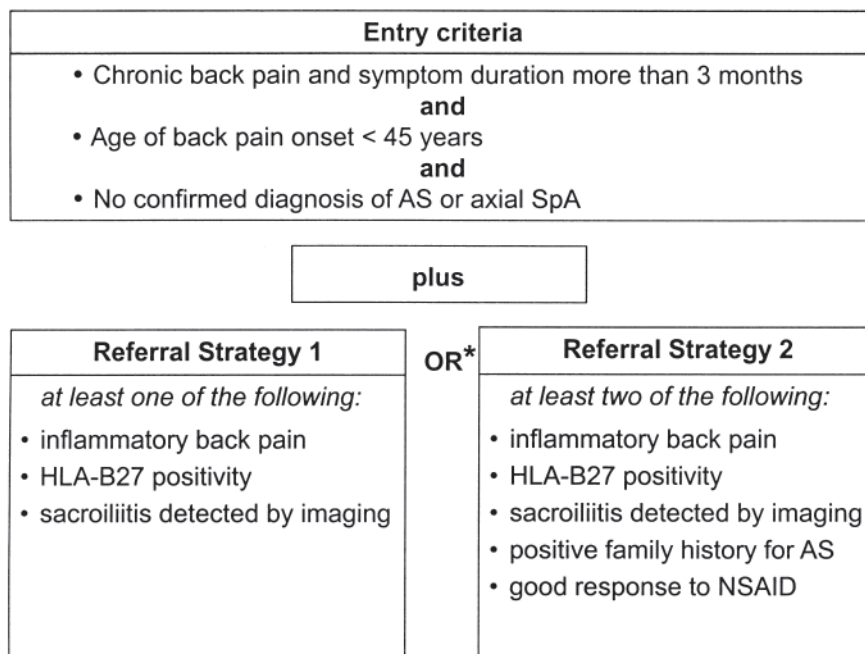 Entry criteria
• Chronic back pain and symptom duration more than 3 months
and
• Age of back pain onset < 45 years
and
• No confirmed diagnosis of AS or axial SpA
plus
Referral Strategy 1
at least one of the following:
• inflammatory back pain
• HLA-B27 positivity
• sacroiliitis detected by imaging
OR*
Referral Strategy 2
at least two of the following:
• inflammatory back pain
• HLA-B27 positivity
• sacroiliitis detected by imaging
• positive family history for AS
• good response to NSAID